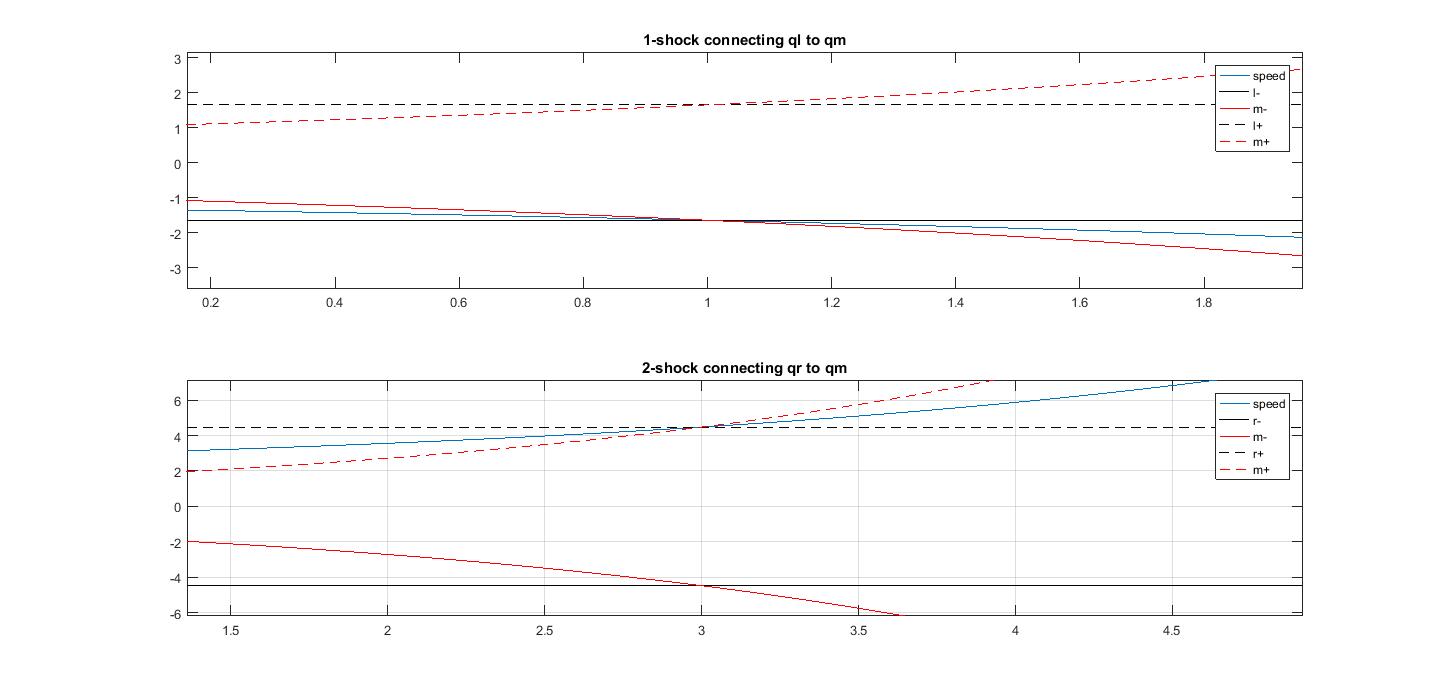 1-shock connecting ql to qm
3
2
1
0
-1
-2
-3
0.2 0.4 0.6 0.8 1 1.2 1.4 1.6 1.8
speed
l-
m-
l+
m+
2-shock connecting qr to qm
6
4
2
0
-2
-4
-6
1.5 2 2.5 3 3.5 4 4.5
speed
r-
m-
r+
m+